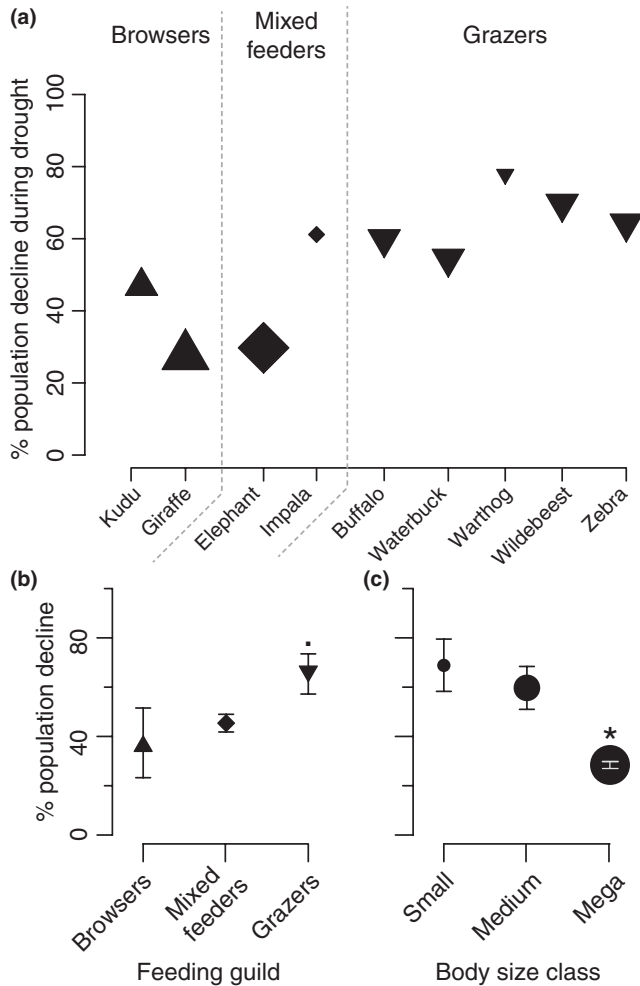 (a)
Browsers
Mixed
feeders
Grazers
% population decline during drought
100
80
60
40
20
0
Kudu
Giraffe
Elephant
Impala
Buffalo
Waterbuck
Warthog
Wildebeest
Zebra
(b)
% population decline
80
40
0
Browsers
Mixed
feeders
Grazers
Feeding guild
(c)
*
Small
Medium
Mega
Body size class